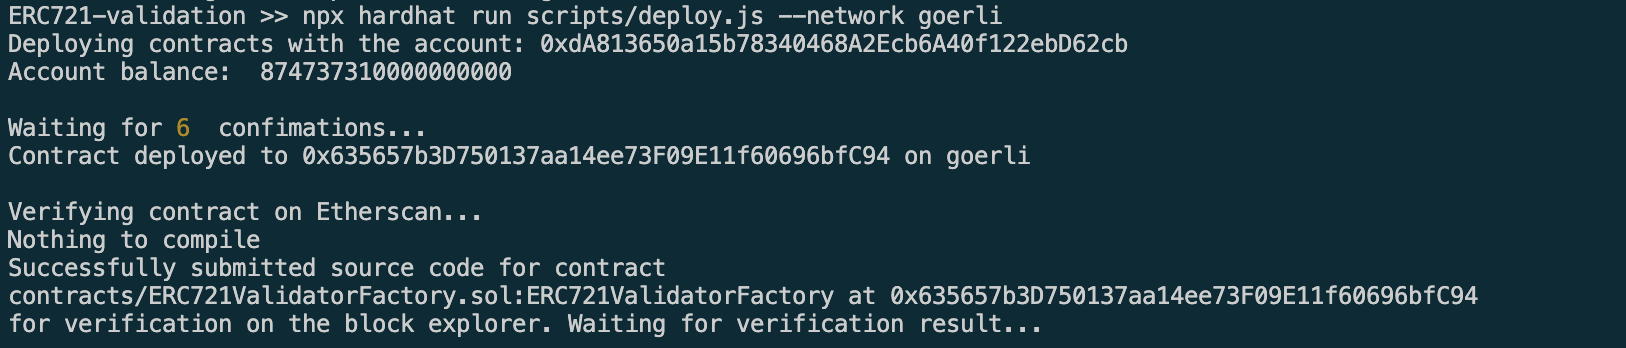 ERC721-validation >> npx hardhat run scripts/deploy.js --network goerli
Deploying contracts with the account: 0xdA813650a15b78340468A2Ecb6A40f122ebD62cb
Account balance:  874737310000000000
Waiting for 6  confimations...
Contract deployed to 0x635657b3D750137aa14ee73F09E11f60696bfC94 on goerli
Verifying contract on Etherscan...
Nothing to compile
Successfully submitted source code for contract
contracts/ERC721ValidatorFactory.sol:ERC721ValidatorFactory at 0x635657b3D750137aa14ee73F09E11f60696bfC94
for verification on the block explorer. Waiting for verification result...